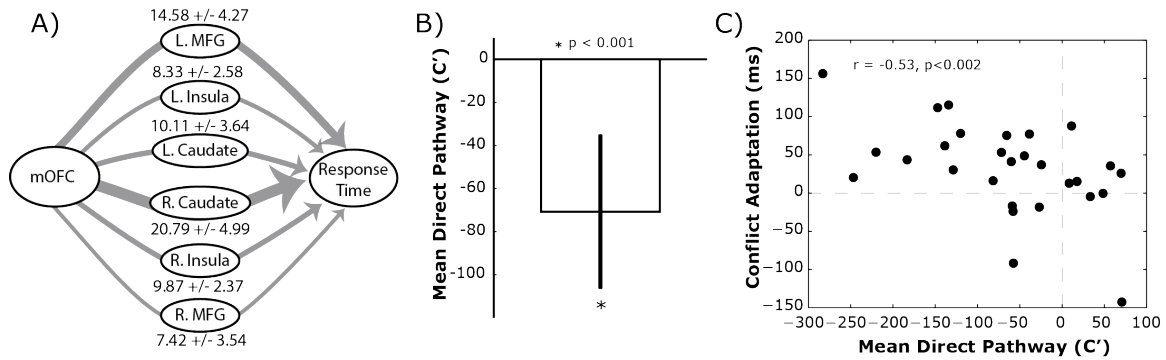 A)
14.58 +/- 4.27
L. MFG
8.33 +/- 2.58
L. Insula
10.11 +/- 3.64
L. Caudate
mOFC
Response
Time
R. Caudate
20.79 +/- 4.99
R. Insula
9.87 +/- 2.37
R. MFG
7.42 +/- 3.54
B)
* p < 0.001
Mean Direct Pathway (C’)
0
-20
-40
-60
-80
-100
*
C)
Conflict Adaptation (ms)
200
150
100
50
0
−50
−100
−150
r = -0.53, p<0.002
−300 −250 −200 −150 −100 −50 0 50 100
Mean Direct Pathway (C’)